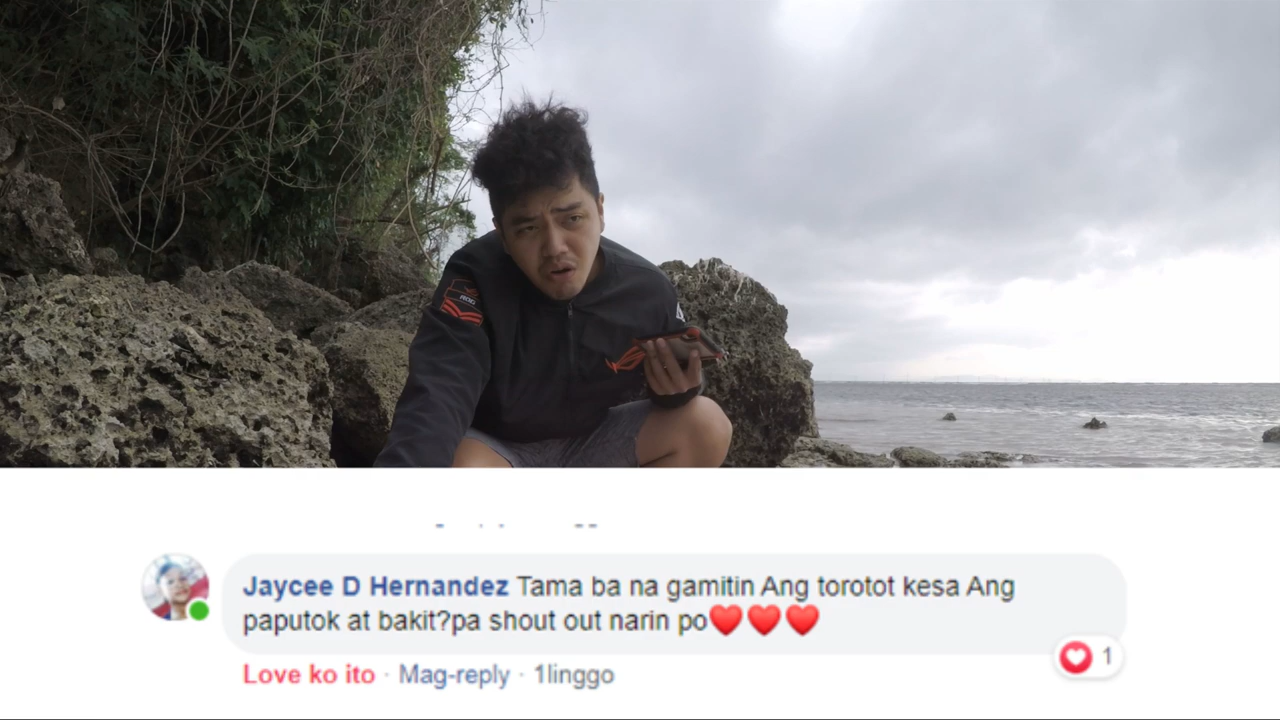 ROG
Jaycee D Hernandez Tama ba na gamitin Ang torotot kesa Ang
paputok at bakit?pa shout out narin po❤️❤️❤️
1
Love ko ito · Mag-reply · 1linggo